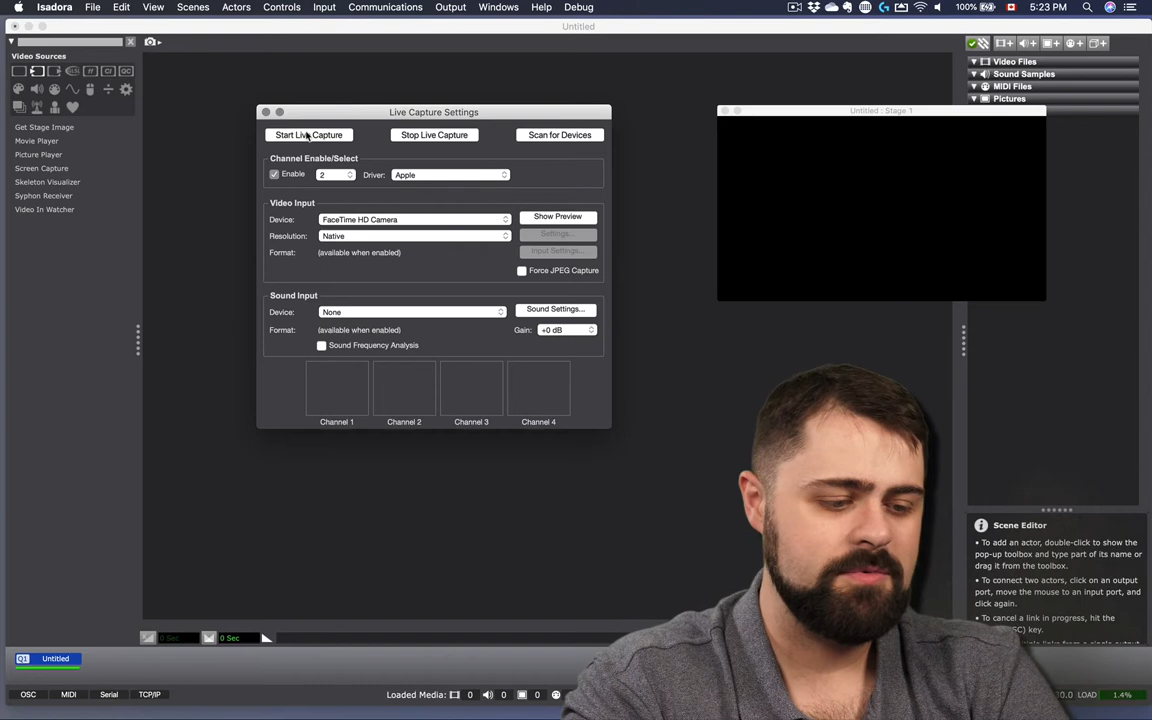 Isadora File Edit View Scenes Actors Controls Input Communications Output Windows Help Debug 100% 5:23 PM
Untitled
Video Sources
Get Stage Image
Movie Player
Picture Player
Screen Capture
Skeleton Visualizer
Syphon Receiver
Video In Watcher
Live Capture Settings
Start Live Capture Stop Live Capture Scan for Devices
Channel Enable/Select
Enable 2 Driver: Apple
Video Input
Device: FaceTime HD Camera Show Preview
Resolution: Native Settings...
Format: (available when enabled) Input Settings...
Force JPEG Capture
Sound Input
Device: None Sound Settings...
Format: (available when enabled) Gain: +0 dB
Sound Frequency Analysis
Channel 1 Channel 2 Channel 3 Channel 4
Untitled : Stage 1
Video Files
Sound Samples
MIDI Files
Pictures
Scene Editor
• To add an actor, double-click to show the
pop-up toolbox and type part of its name or
drag it from the toolbox.
• To connect two actors, click on an output
port, move the mouse to an input port, and
click again.
• To cancel a link in progress, hit the
(ESC) key.
0 Sec 0 Sec
Q1 Untitled
OSC MIDI Serial TCP/IP Loaded Media: 0 0 0 LOAD 1.4%